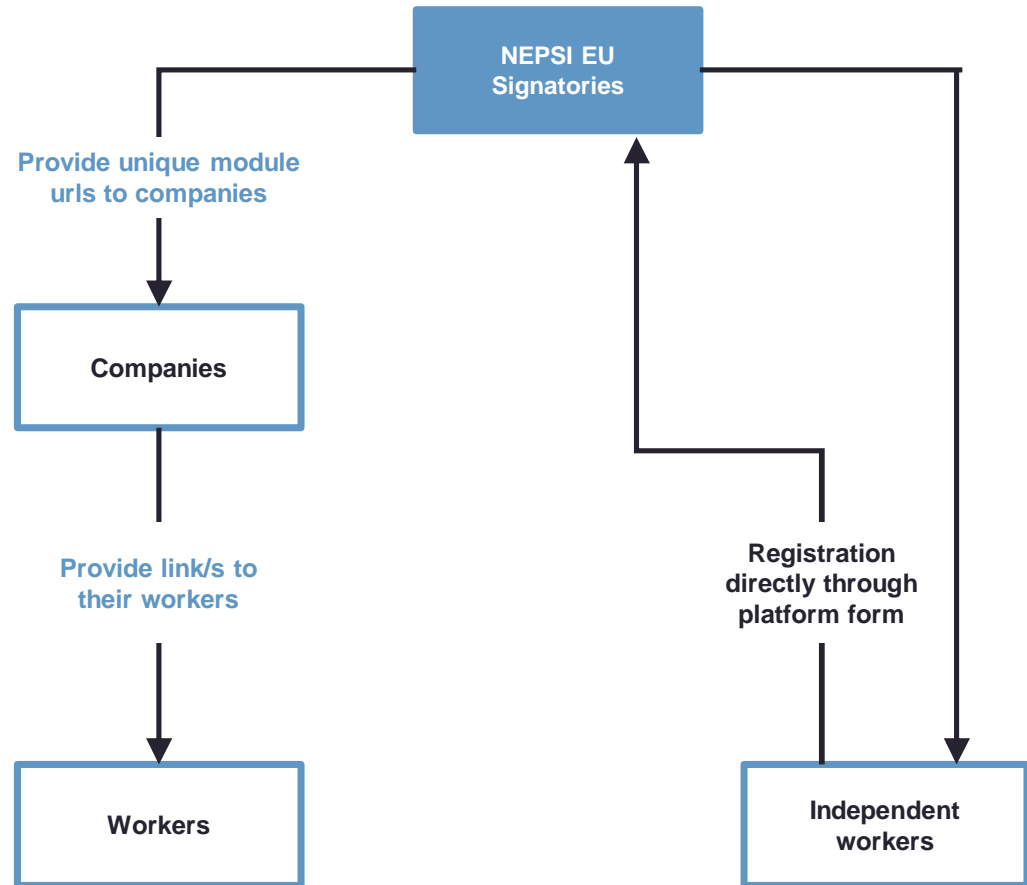 NEPSI EU
Signatories
Provide unique module
urls to companies
Companies
Provide link/s to
their workers
Registration
directly through
platform form
Workers
Independent
workers